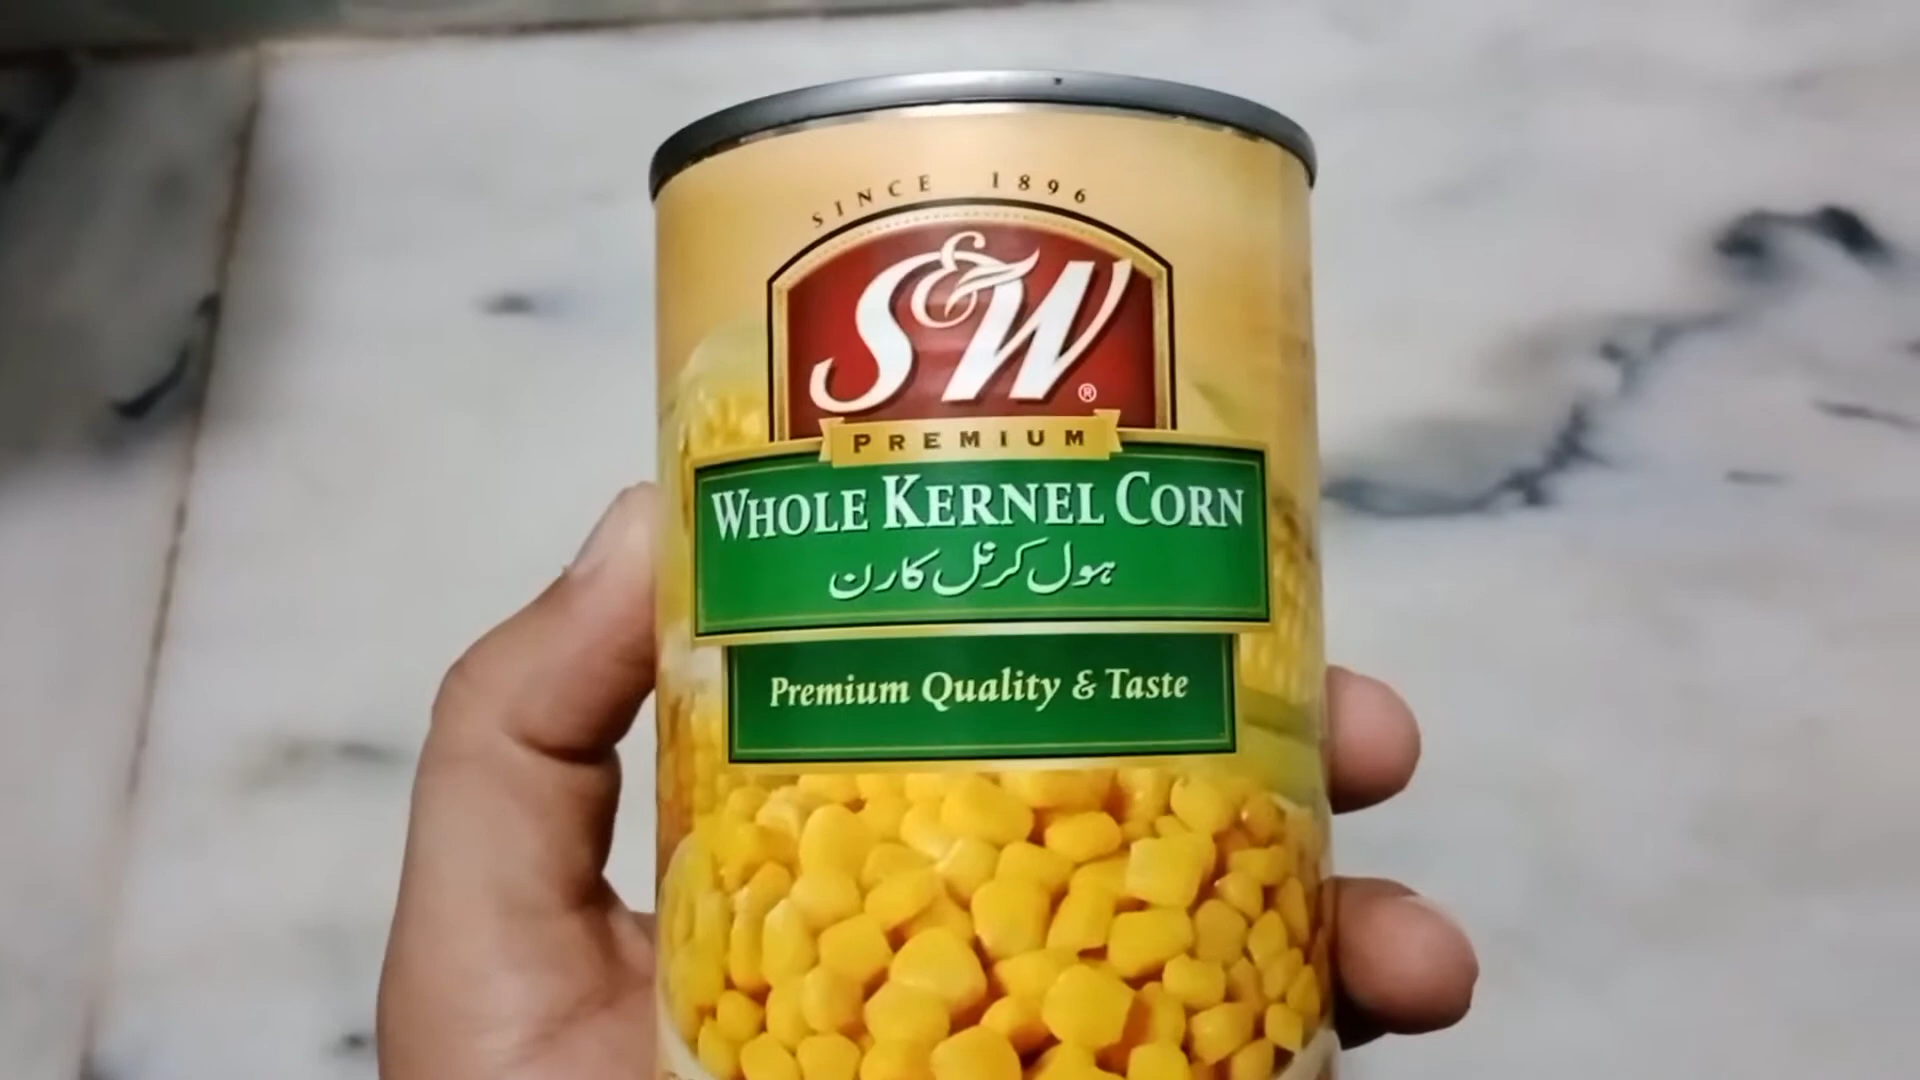 SINCE 1896
S&W®
PREMIUM
WHOLE KERNEL CORN
ہول کرنل کارن
Premium Quality & Taste